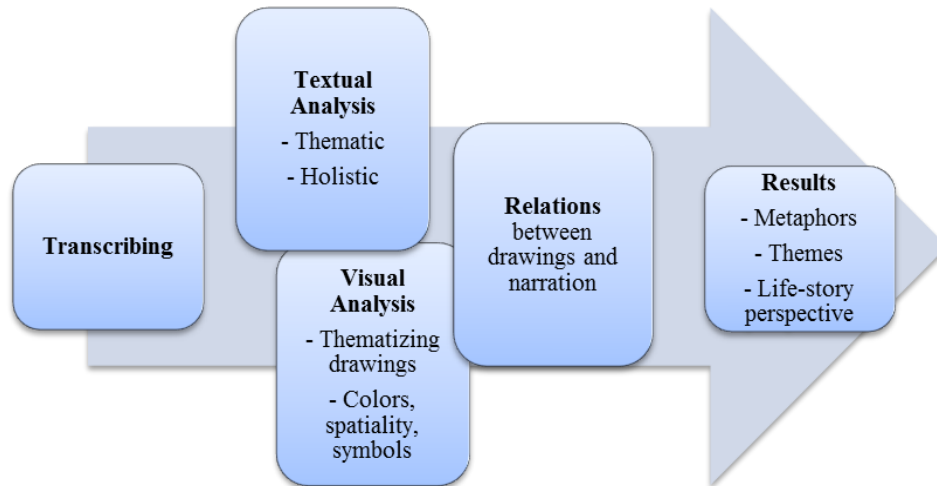 Transcribing
Textual
Analysis
- Thematic
- Holistic
Visual
Analysis
- Thematizing
drawings
- Colors,
spatiality,
symbols
Relations
between
drawings and
narration
Results
- Metaphors
- Themes
- Life-story
perspective